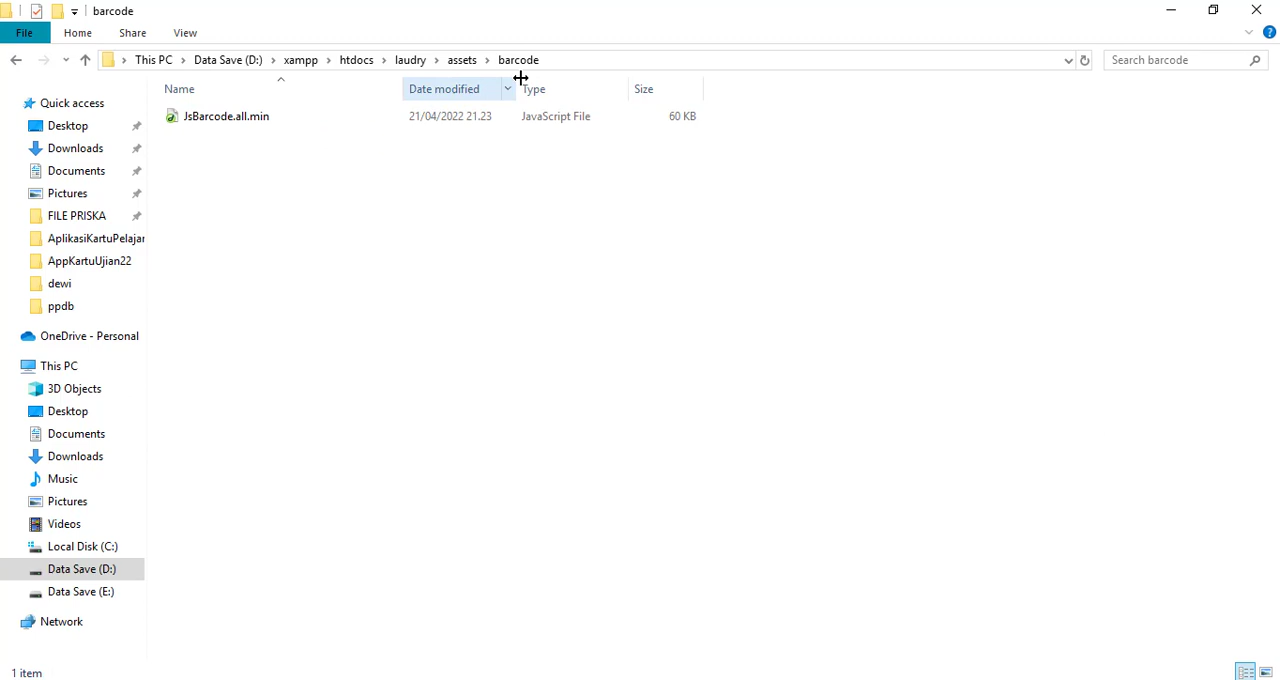 barcode
File Home Share View
This PC Data Save (D:) xampp htdocs laudry assets barcode
Search barcode
Name Date modified Type Size
JsBarcode.all.min 21/04/2022 21.23 JavaScript File 60 KB
Quick access
Desktop
Downloads
Documents
Pictures
FILE PRISKA
AplikasiKartuPelajar
AppKartuUjian22
dewi
ppdb
OneDrive - Personal
This PC
3D Objects
Desktop
Documents
Downloads
Music
Pictures
Videos
Local Disk (C:)
Data Save (D:)
Data Save (E:)
Network
1 item